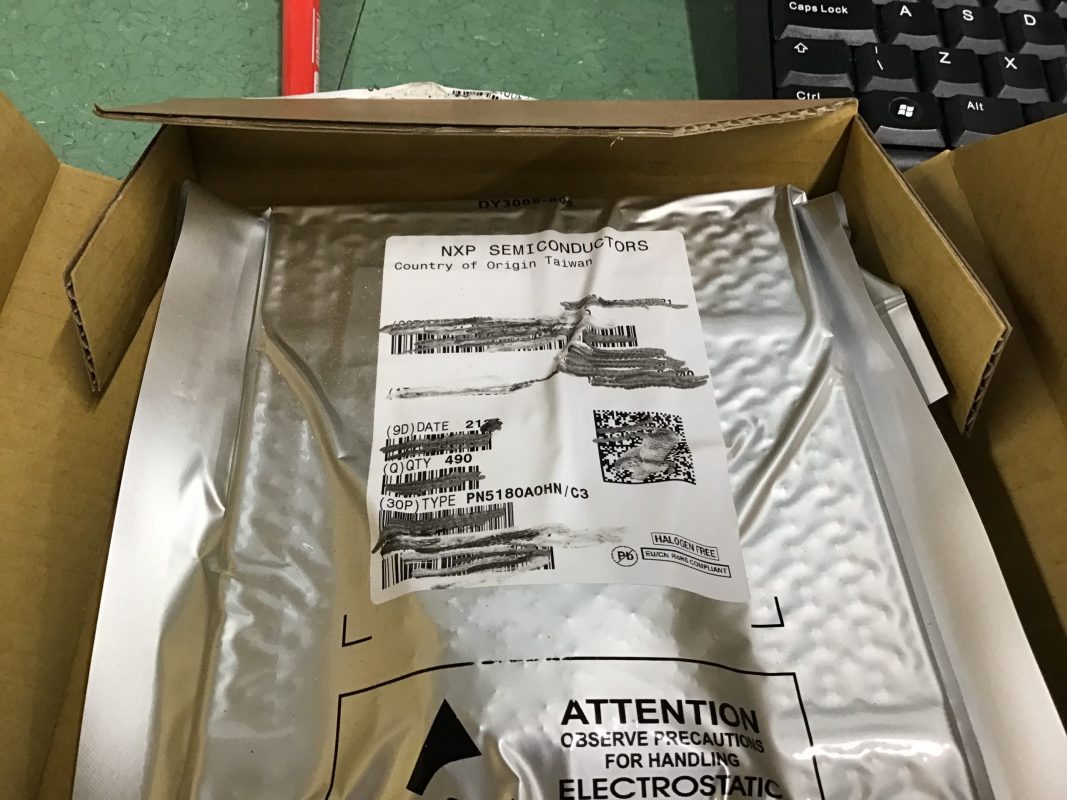 Caps Lock
A
S
D
Z
X
\
Ctrl
Alt
NXP SEMICONDUCTORS
Country of Origin Taiwan
(9D)DATE 21
(Q)QTY 490
(30P)TYPE PN5180A0HN/C3
Pb
HALOGEN FREE
EU/CN RoHS COMPLIANT
ATTENTION
OBSERVE PRECAUTIONS
FOR HANDLING
ELECTROSTATIC